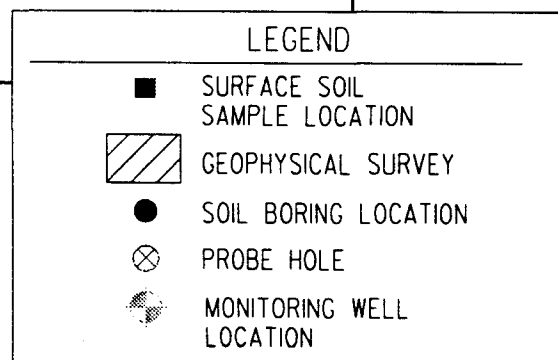 LEGEND
SURFACE SOIL
SAMPLE LOCATION
GEOPHYSICAL SURVEY
SOIL BORING LOCATION
PROBE HOLE
MONITORING WELL
LOCATION